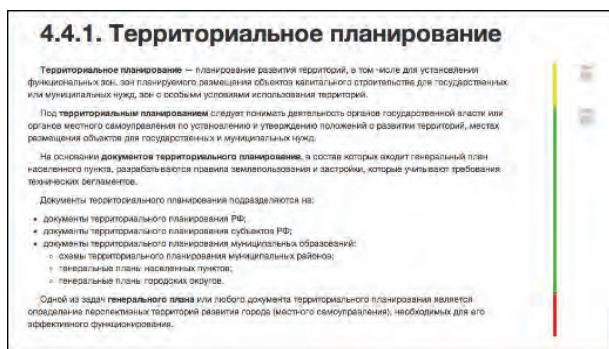 4.4.1. Территориальное планирование
Территориальное планирование — планирование развития территорий, в том числе для установления
функциональных зон, зон планируемого размещения объектов капитального строительства для государственных
или муниципальных нужд, зон с особыми условиями использования территорий.
Под территориальным планированием следует понимать деятельность органов государственной власти или
органов местного самоуправления по установлению и утверждению положений о развитии территорий, местах
размещения объектов для государственных и муниципальных нужд.
На основании документов территориального планирования, в состав которых входит генеральный план
населенного пункта, разрабатываются правила землепользования и застройки, которые учитывают требования
технических регламентов.
Документы территориального планирования подразделяются на:
• документы территориального планирования РФ;
• документы территориального планирования субъектов РФ;
• документы территориального планирования муниципальных образований:
◦ схемы территориального планирования муниципальных районов;
◦ генеральные планы населенных пунктов;
◦ генеральные планы городских округов.
Одной из задач генерального плана или любого документа территориального планирования является
определение перспективных территорий развития города (местного самоуправления), необходимых для его
эффективного функционирования.